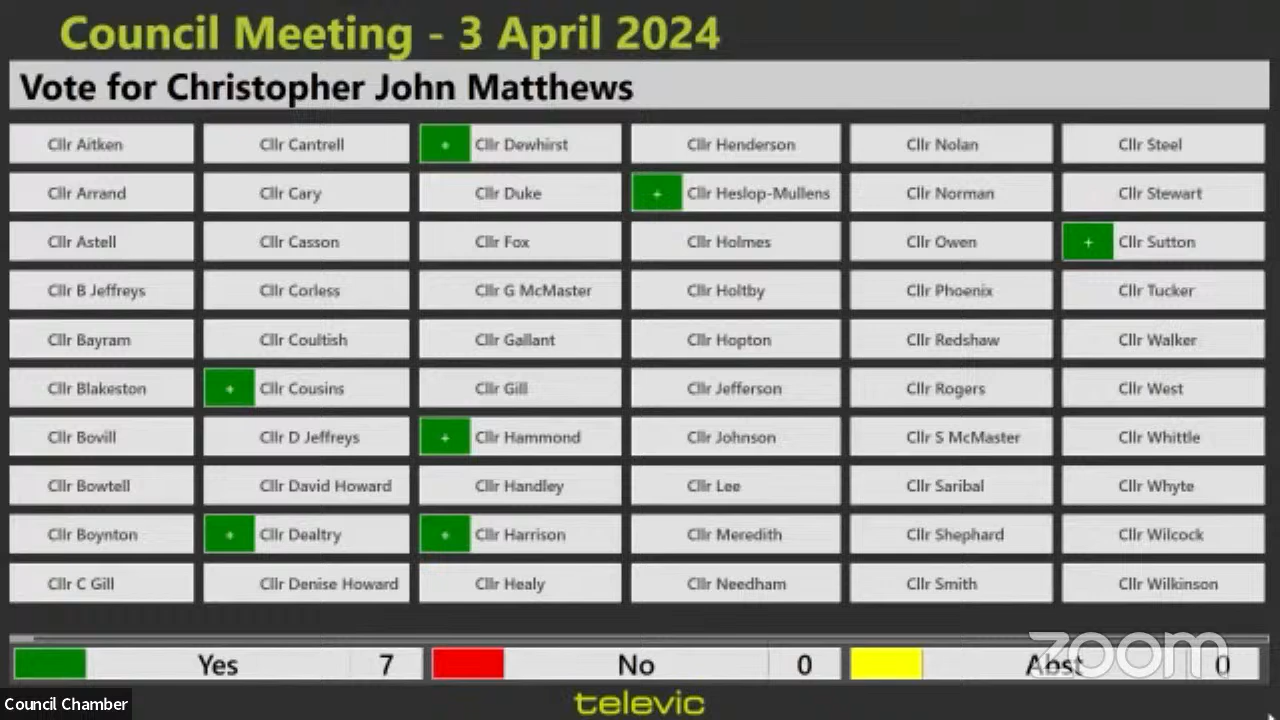 Council Meeting - 3 April 2024
Vote for Christopher John Matthews
Cllr Aitken Cllr Cantrell + Cllr Dewhirst Cllr Henderson Cllr Nolan Cllr Steel
Cllr Arrand Cllr Cary Cllr Duke + Cllr Heslop-Mullens Cllr Norman Cllr Stewart
Cllr Astell Cllr Casson Cllr Fox Cllr Holmes Cllr Owen + Cllr Sutton
Cllr B Jeffreys Cllr Corless Cllr G McMaster Cllr Holtby Cllr Phoenix Cllr Tucker
Cllr Bayram Cllr Coultish Cllr Gallant Cllr Hopton Cllr Redshaw Cllr Walker
Cllr Blakeston + Cllr Cousins Cllr Gill Cllr Jefferson Cllr Rogers Cllr West
Cllr Bovill Cllr D Jeffreys + Cllr Hammond Cllr Johnson Cllr S McMaster Cllr Whittle
Cllr Bowtell Cllr David Howard Cllr Handley Cllr Lee Cllr Saribal Cllr Whyte
Cllr Boynton + Cllr Dealtry + Cllr Harrison Cllr Meredith Cllr Shephard Cllr Wilcock
Cllr C Gill Cllr Denise Howard Cllr Healy Cllr Needham Cllr Smith Cllr Wilkinson
Yes 7 No 0 Abst 0
zoom
Council Chamber
televic